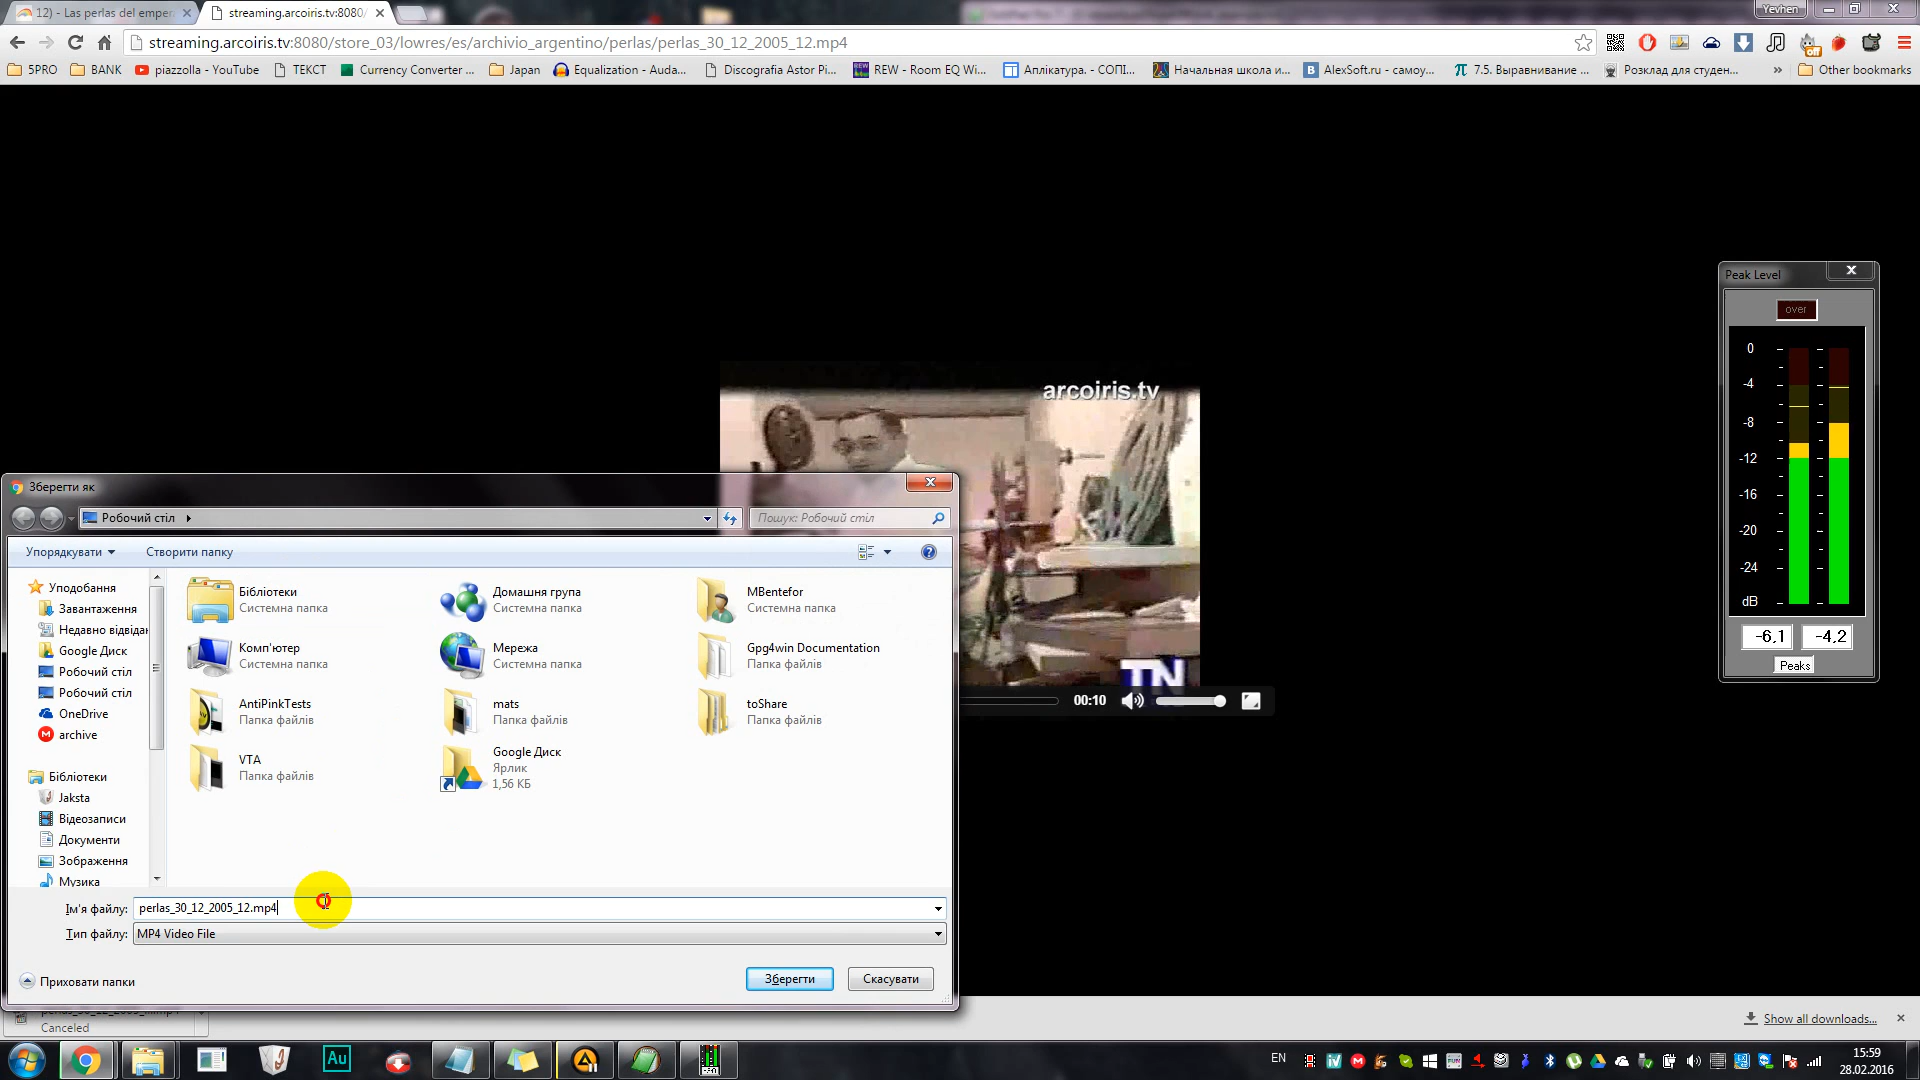 12) - Las perlas del emper
streaming.arcoiris.tv:8080/
Yevhen
streaming.arcoiris.tv:8080/store_03/lowres/es/archivio_argentino/perlas/perlas_30_12_2005_12.mp4
off
5PRO
BANK
piazzolla - YouTube
ТЕКСТ
Currency Converter ...
Japan
Equalization - Auda...
Discografia Astor Pi...
REW - Room EQ Wi...
Аплікатура. - СОПІ...
Начальная школа и...
AlexSoft.ru - самоу...
7.5. Выравнивание ...
Розклад для студен...
»
Other bookmarks
arcoiris.tv
TN
00:10
Peak Level
over
0
-4
-8
-12
-16
-20
-24
dB
-6,1
-4,2
Peaks
Зберегти як
Робочий стіл
Пошук: Робочий стіл
Упорядкувати
Створити папку
Уподобання
Завантаження
Недавно відвідан
Google Диск
Робочий стіл
Робочий стіл
OneDrive
archive
Бібліотеки
Jaksta
Відеозаписи
Документи
Зображення
Музика
Бібліотеки
Системна папка
Домашня група
Системна папка
MBentefor
Системна папка
Комп'ютер
Системна папка
Мережа
Системна папка
Gpg4win Documentation
Папка файлів
AntiPinkTests
Папка файлів
mats
Папка файлів
toShare
Папка файлів
VTA
Папка файлів
Google Диск
Ярлик
1,56 КБ
Ім'я файлу:
perlas_30_12_2005_12.mp4
Тип файлу:
MP4 Video File
Приховати папки
Зберегти
Скасувати
Canceled
Show all downloads...
Au
EN
15:59
28.02.2016